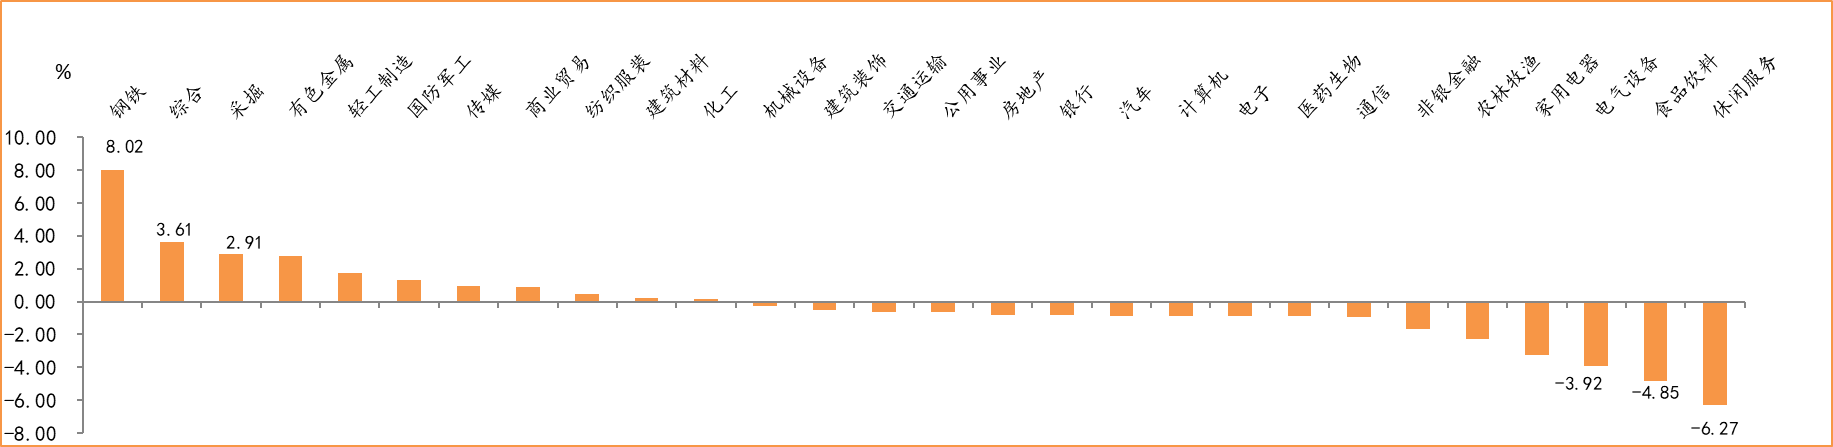 %
钢铁
综合
采掘
有色金属
轻工制造
国防军工
传媒
商业贸易
纺织服装
建筑材料
化工
机械设备
建筑装饰
交通运输
公用事业
房地产
银行
汽车
计算机
电子
医药生物
通信
非银金融
农林牧渔
家用电器
电气设备
食品饮料
休闲服务
10.00
8.00
6.00
4.00
2.00
0.00
-2.00
-4.00
-6.00
-8.00
8.02
3.61
2.91
-3.92
-4.85
-6.27